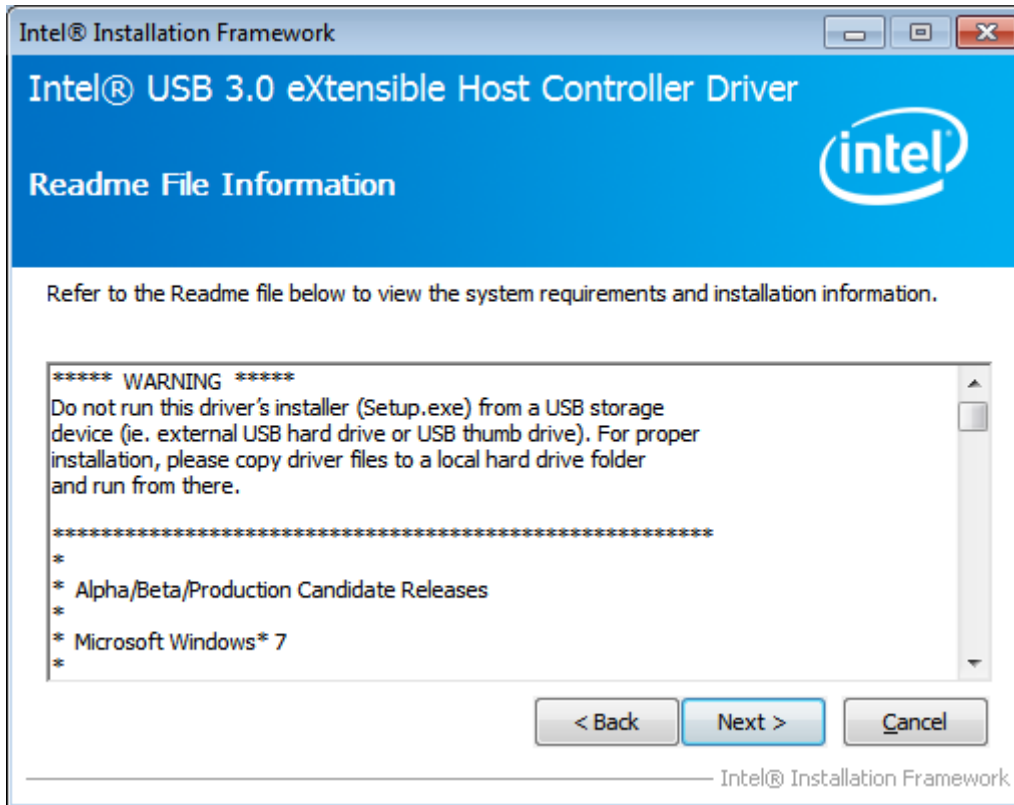 Intel® Installation Framework
Intel® USB 3.0 eXtensible Host Controller Driver
intel
Readme File Information
Refer to the Readme file below to view the system requirements and installation information.
***** WARNING *****
Do not run this driver's installer (Setup.exe) from a USB storage
device (ie. external USB hard drive or USB thumb drive). For proper
installation, please copy driver files to a local hard drive folder
and run from there.
*******************************************************
*
* Alpha/Beta/Production Candidate Releases
*
* Microsoft Windows* 7
*
< Back Next > Cancel
Intel® Installation Framework